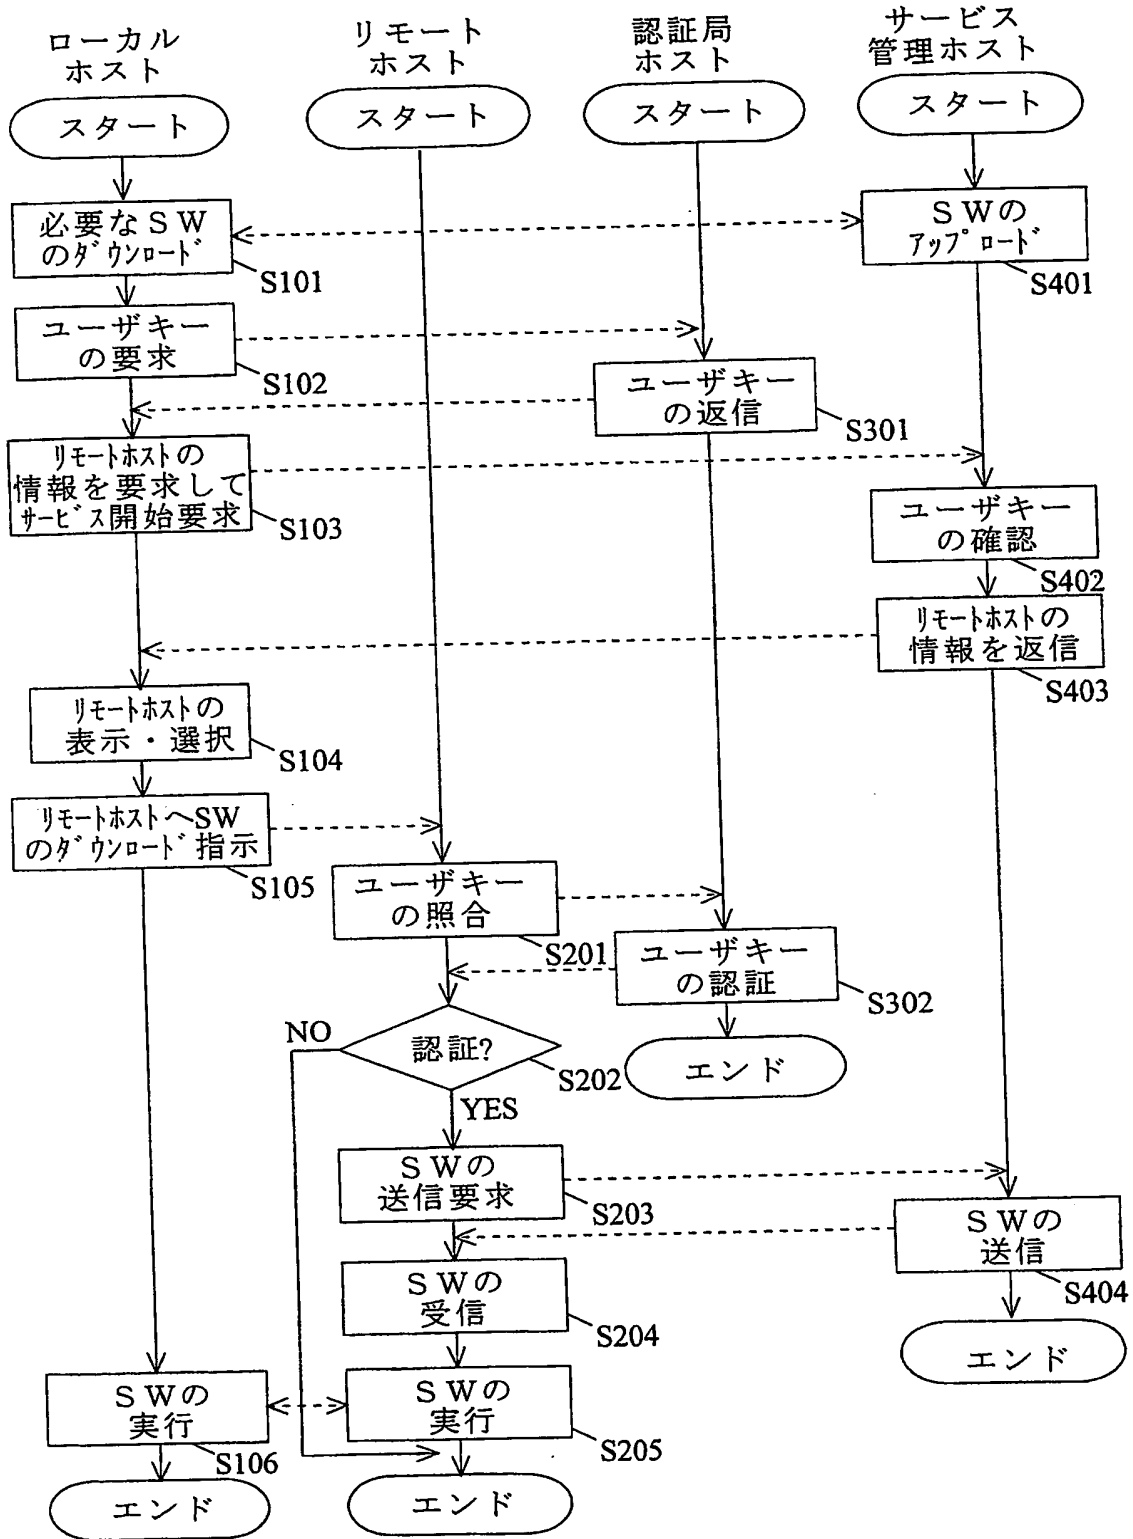 ローカル
ホスト
リモート
ホスト
認証局
ホスト
サービス
管理ホスト
スタート
スタート
スタート
スタート
必要なSW
のダウンロード
S101
SWの
アップロード
S401
ユーザキー
の要求
S102
ユーザキー
の返信
S301
リモートホストの
情報を要求して
サービス開始要求
S103
ユーザキー
の確認
S402
リモートホストの
情報を返信
S403
リモートホストの
表示・選択
S104
リモートホストへSW
のダウンロード指示
S105
ユーザキー
の照合
S201
ユーザキー
の認証
S302
NO
認証?
S202
エンド
YES
SWの
送信要求
S203
SWの
送信
S404
SWの
受信
S204
エンド
SWの
実行
S106
SWの
実行
S205
エンド
エンド